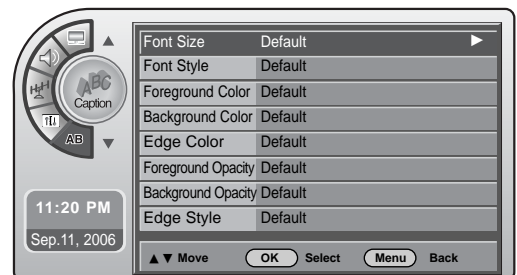 ABC
Caption
AB
11:20 PM
Sep.11, 2006
Font Size Default ►
Font Style Default
Foreground Color Default
Background Color Default
Edge Color Default
Foreground Opacity Default
Background Opacity Default
Edge Style Default
▲ ▼ Move OK Select Menu Back